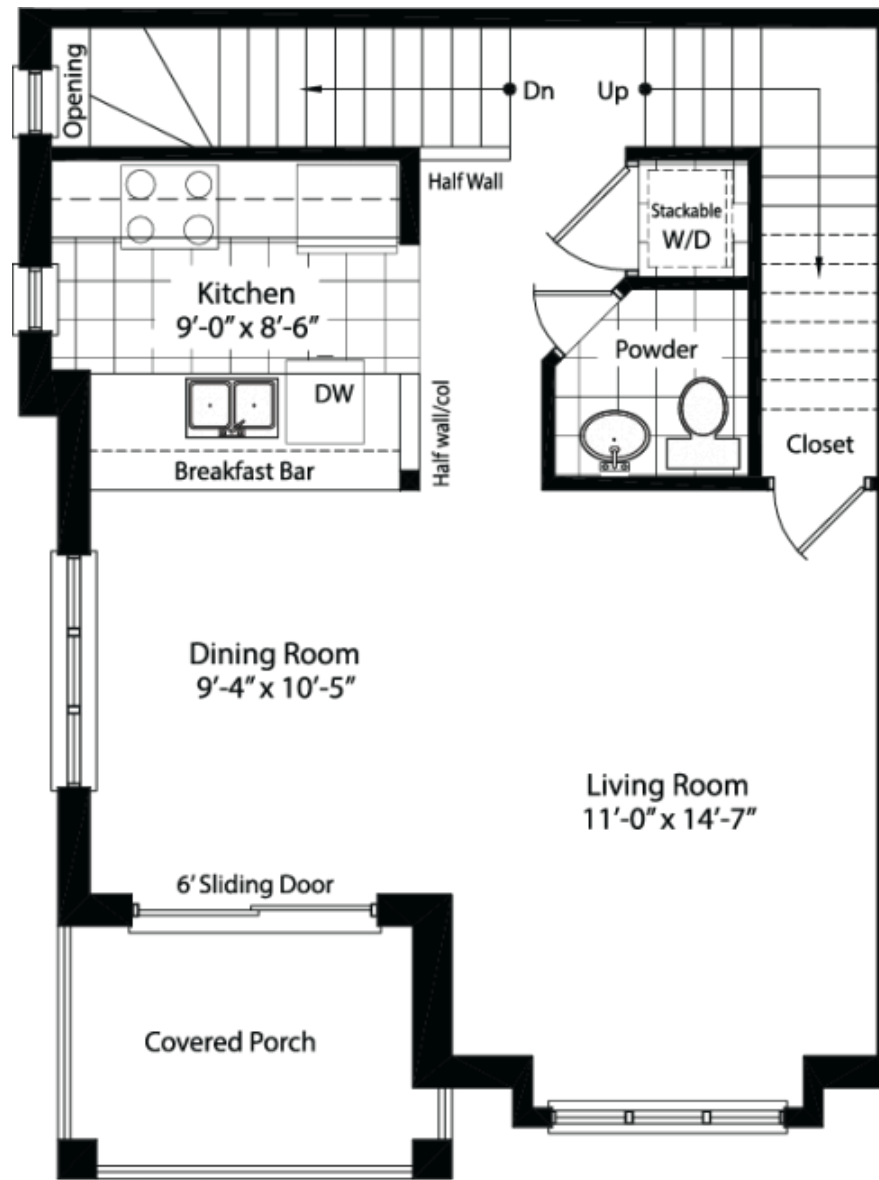 Opening
Dn
Up
Half Wall
Stackable
W/D
Kitchen
9’-0” x 8’-6”
Powder
DW
Half wall/col
Closet
Breakfast Bar
Dining Room
9’-4” x 10’-5”
Living Room
11’-0” x 14’-7”
6’ Sliding Door
Covered Porch